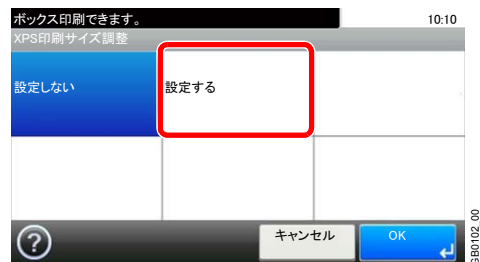 ボックス印刷できます。
10:10
XPS印刷サイズ調整
設定しない
設定する
?
キャンセル
OK
GB0102_00